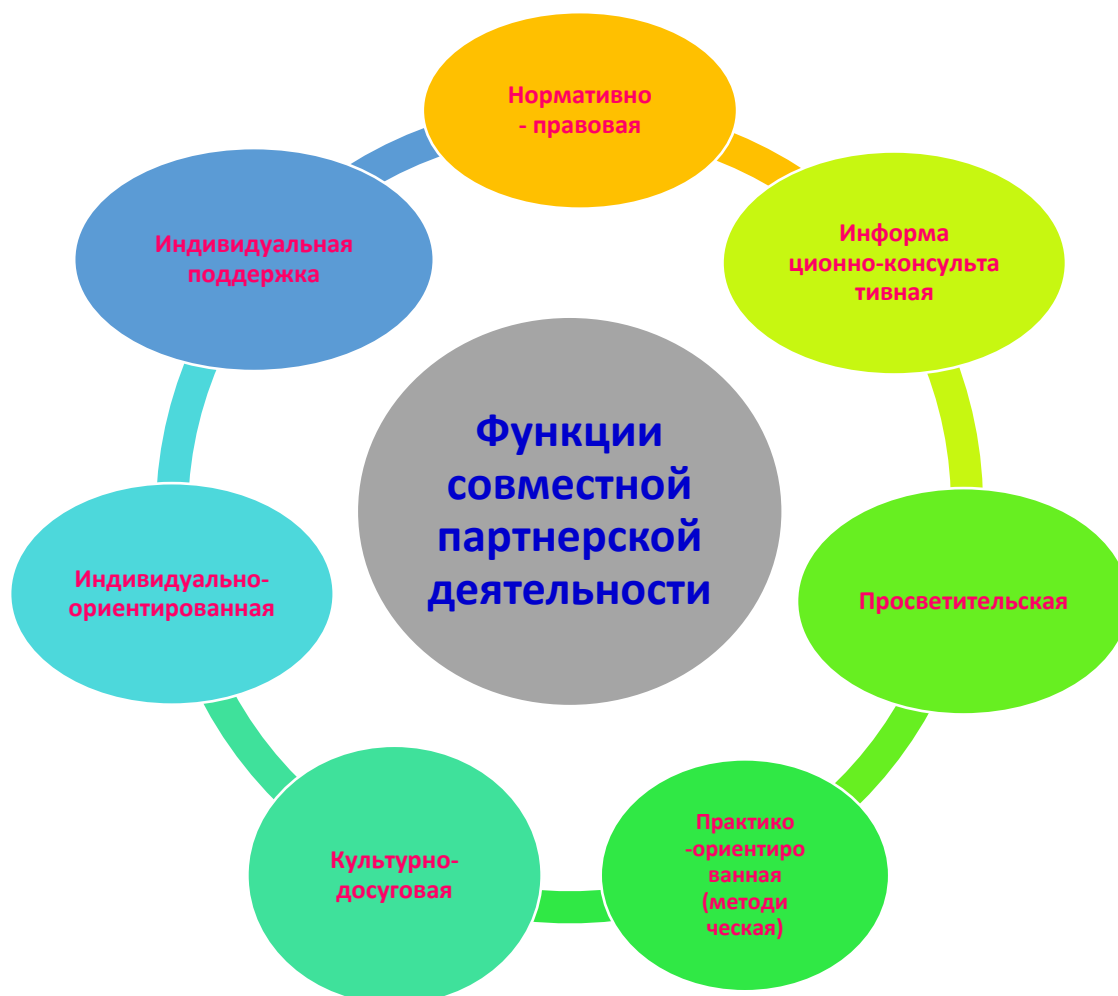 Нормативно
- правовая
Информа
ционно-консульта
тивная
Просветительская
Практико
-ориентиро
ванная
(методи
ческая)
Культурно-
досуговая
Индивидуально-
ориентированная
Индивидуальная
поддержка
Функции
совместной
партнерской
деятельности